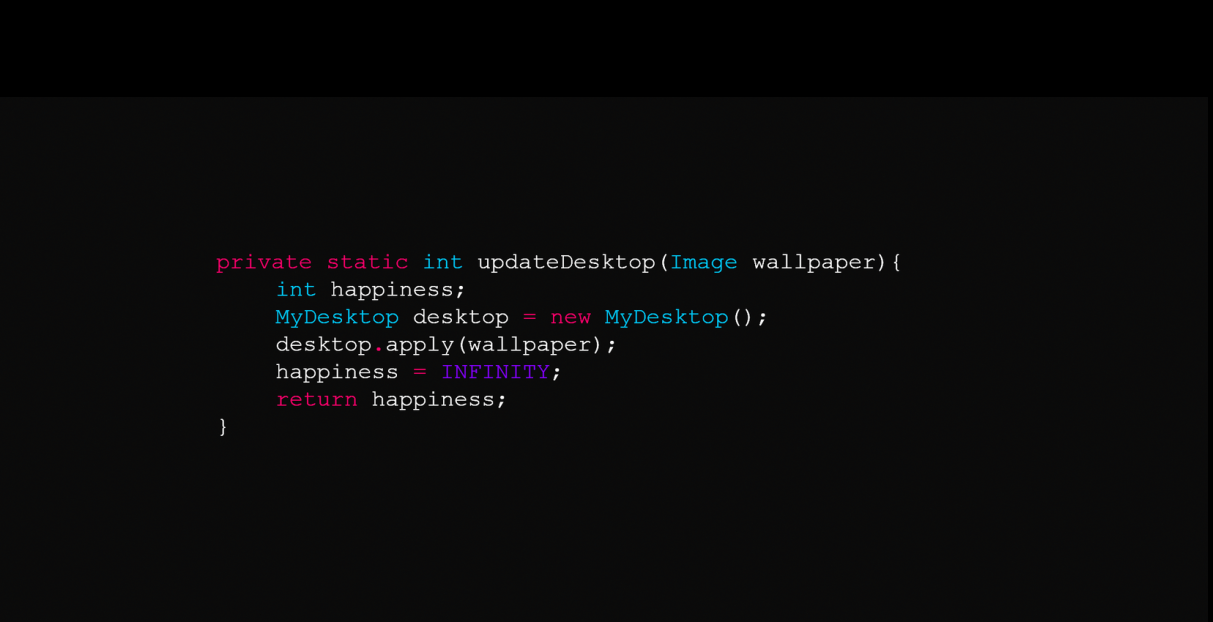 private static int updateDesktop(Image wallpaper){
int happiness;
MyDesktop desktop = new MyDesktop();
desktop.apply(wallpaper);
happiness = INFINITY;
return happiness;
}